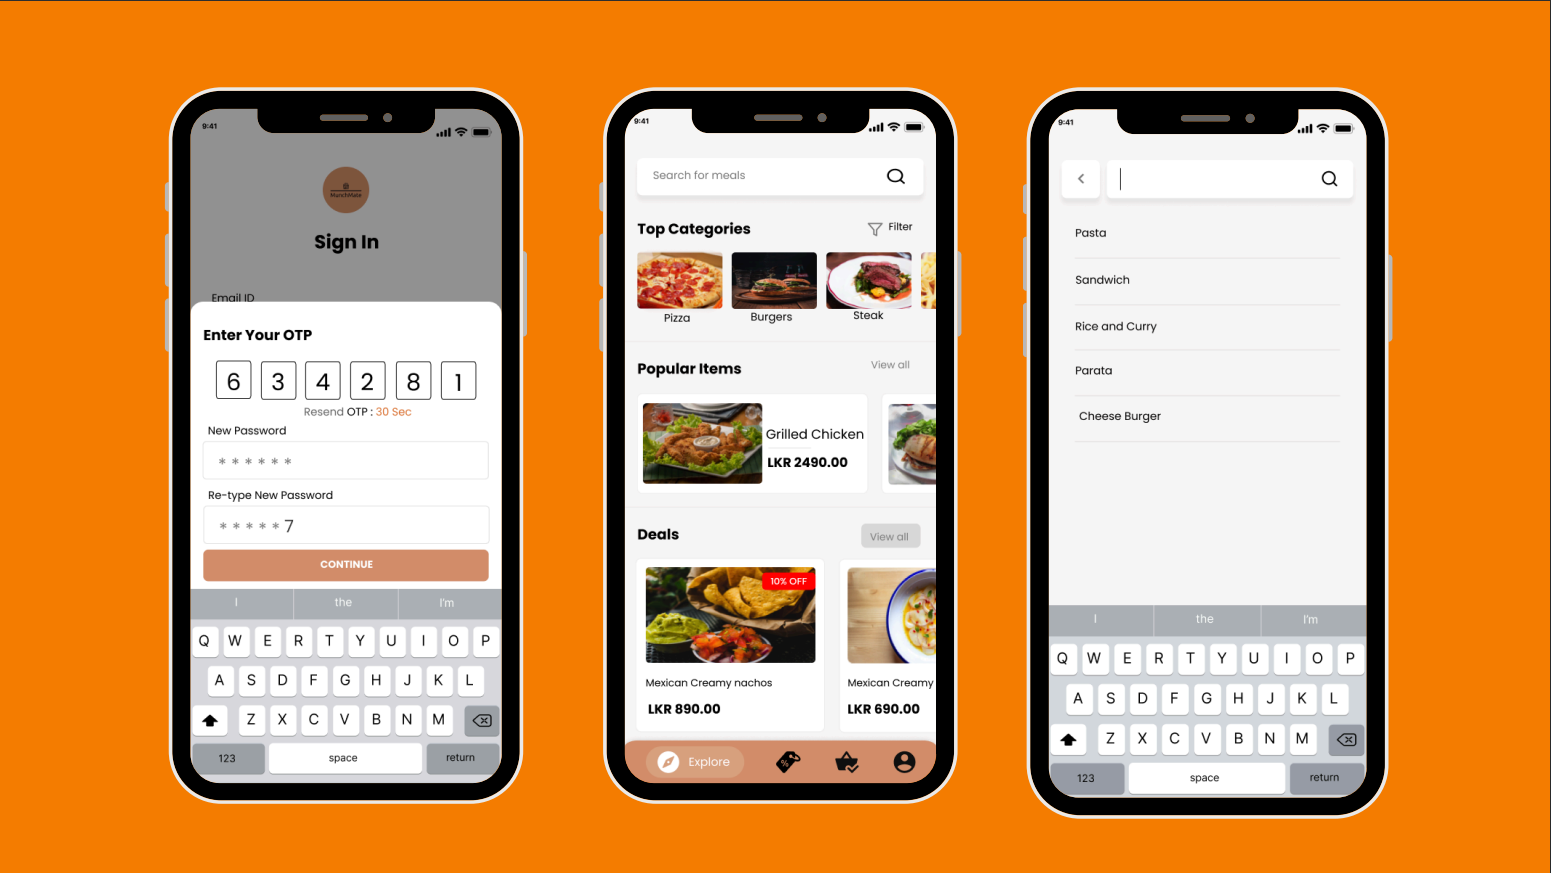 9:41
MunchMate
Sign In
Email ID
Enter Your OTP
6 3 4 2 8 1
Resend OTP : 30 Sec
New Password
* * * * * *
Re-type New Password
* * * * * 7
CONTINUE
I the I'm
Q W E R T Y U I O P
A S D F G H J K L
Z X C V B N M
123 space return
9:41
Search for meals
Top Categories
Filter
Pizza
Burgers
Steak
Popular Items
View all
Grilled Chicken
LKR 2490.00
Deals
View all
10% OFF
Mexican Creamy nachos
LKR 890.00
Mexican Creamy
LKR 690.00
Explore
%
9:41
Pasta
Sandwich
Rice and Curry
Parata
Cheese Burger
I the I'm
Q W E R T Y U I O P
A S D F G H J K L
Z X C V B N M
123 space return